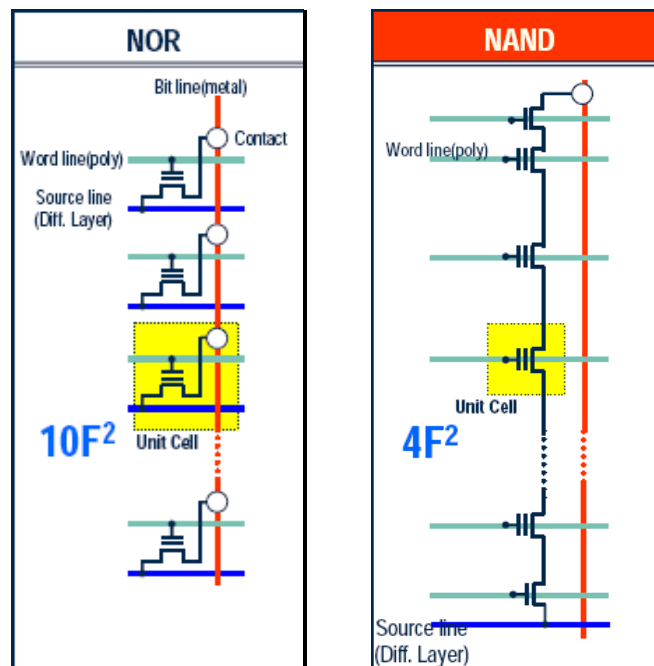 NOR
Bit line(metal)
Contact
Word line(poly)
Source line
(Diff. Layer)
10F²
Unit Cell
NAND
Word line(poly)
Unit Cell
4F²
Source line
(Diff. Layer)